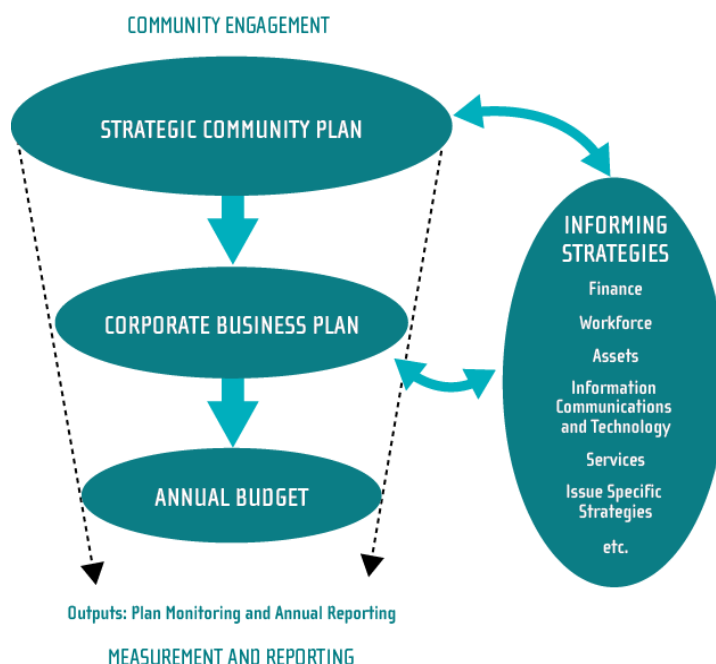 COMMUNITY ENGAGEMENT
STRATEGIC COMMUNITY PLAN
CORPORATE BUSINESS PLAN
ANNUAL BUDGET
INFORMING
STRATEGIES
Finance
Workforce
Assets
Information
Communications
and Technology
Services
Issue Specific
Strategies
etc.
Outputs: Plan Monitoring and Annual Reporting
MEASUREMENT AND REPORTING